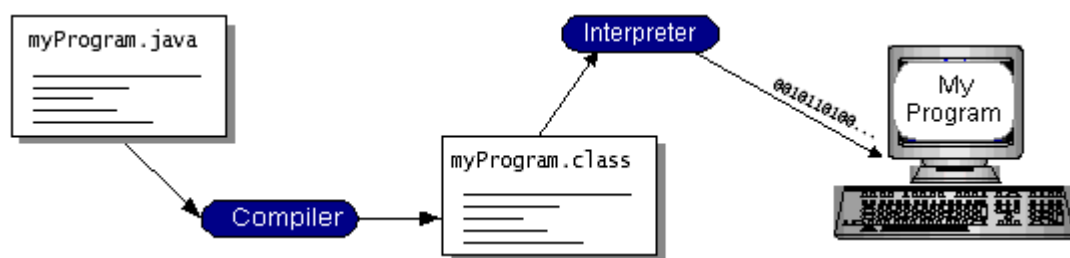 myProgram.java
Compiler
myProgram.class
Interpreter
0010110100...
My
Program